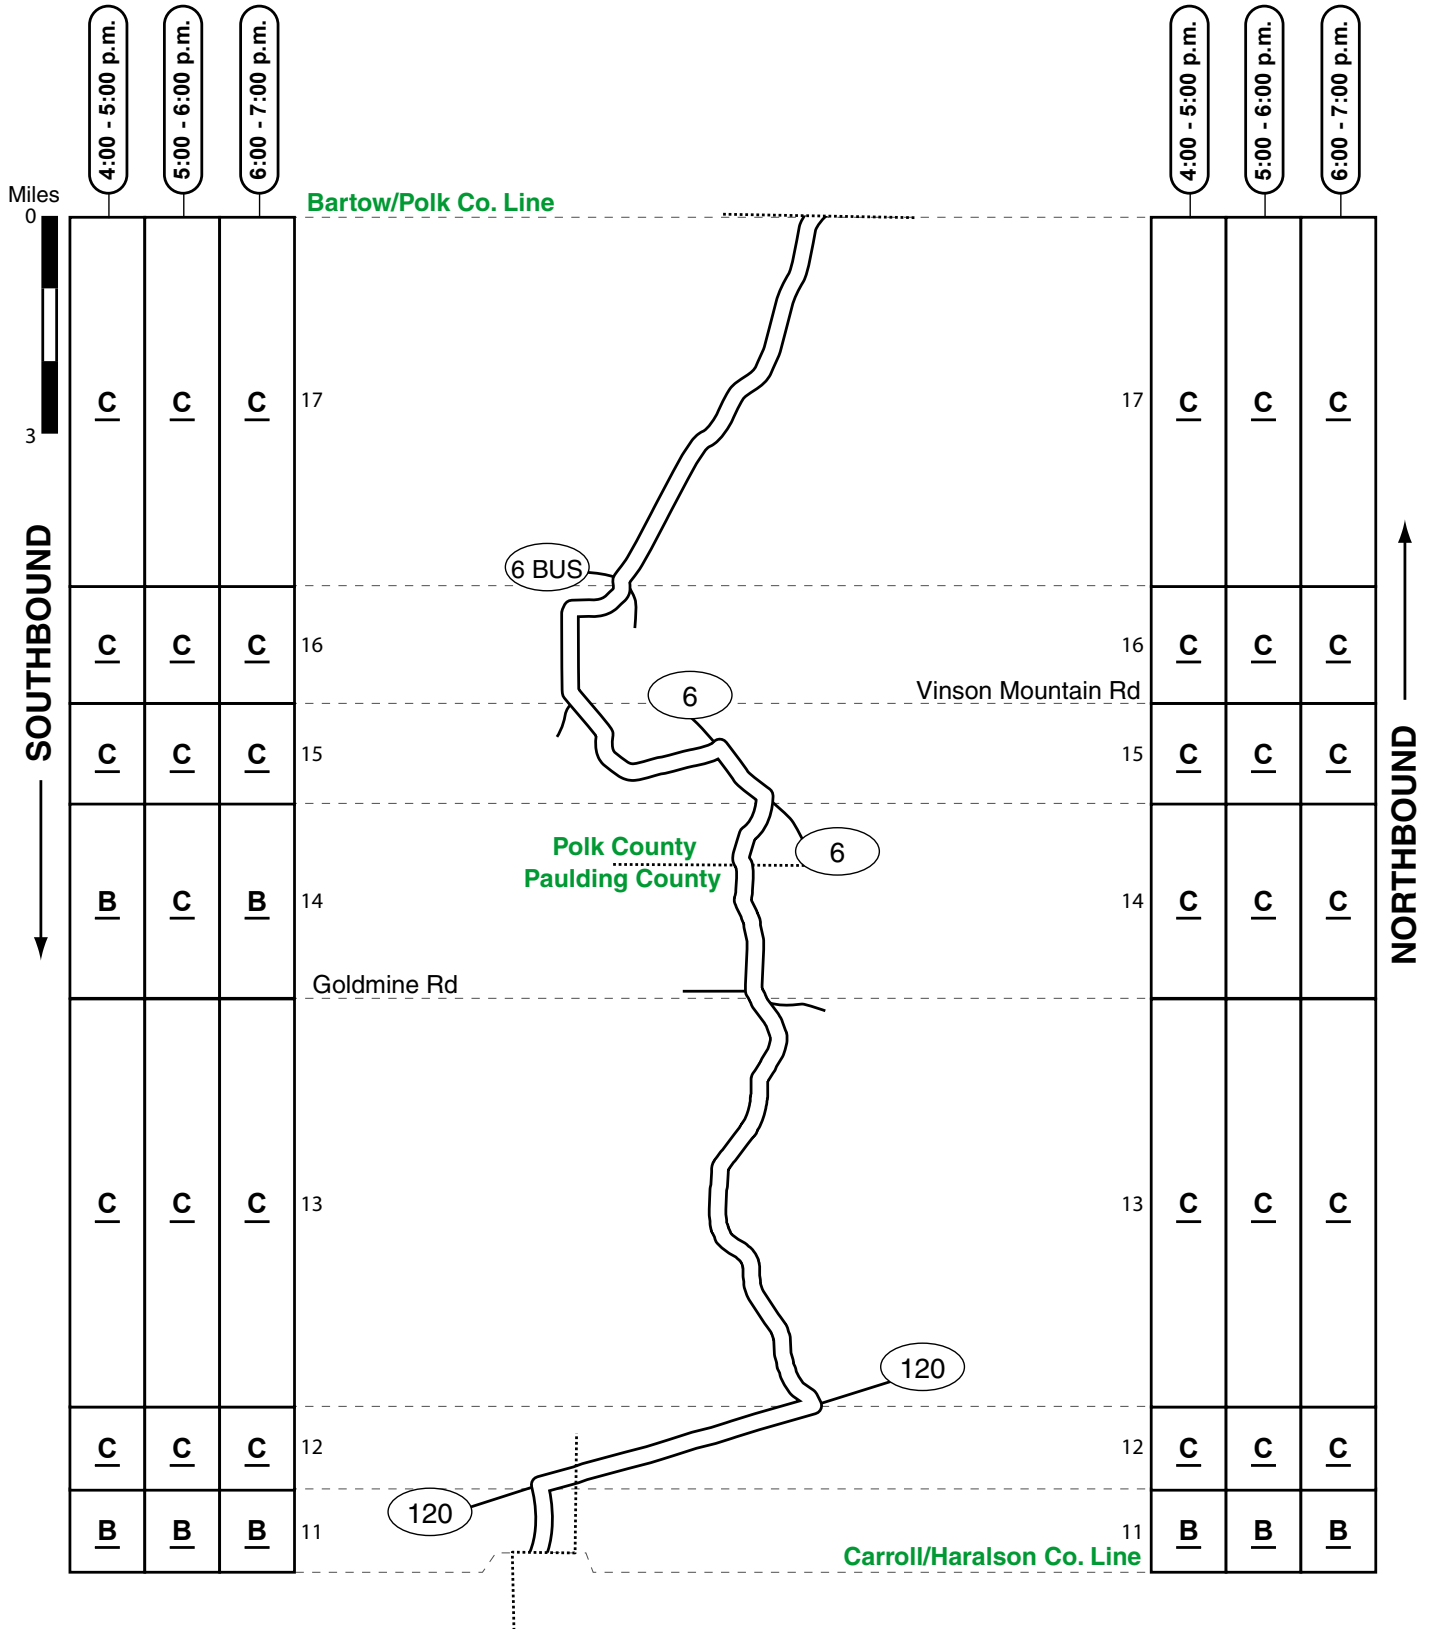 4:00 - 5:00 p.m.
5:00 - 6:00 p.m.
6:00 - 7:00 p.m.
4:00 - 5:00 p.m.
5:00 - 6:00 p.m.
6:00 - 7:00 p.m.
Miles
0
3
Bartow/Polk Co. Line
SOUTHBOUND
NORTHBOUND
C C C 17 17 C C C
6 BUS
C C C 16 16 C C C
Vinson Mountain Rd
6
C C C 15 15 C C C
Polk County
6
Paulding County
B C B 14 14 C C C
Goldmine Rd
C C C 13 13 C C C
120
C C C 12 12 C C C
120
B B B 11 11 B B B
Carroll/Haralson Co. Line